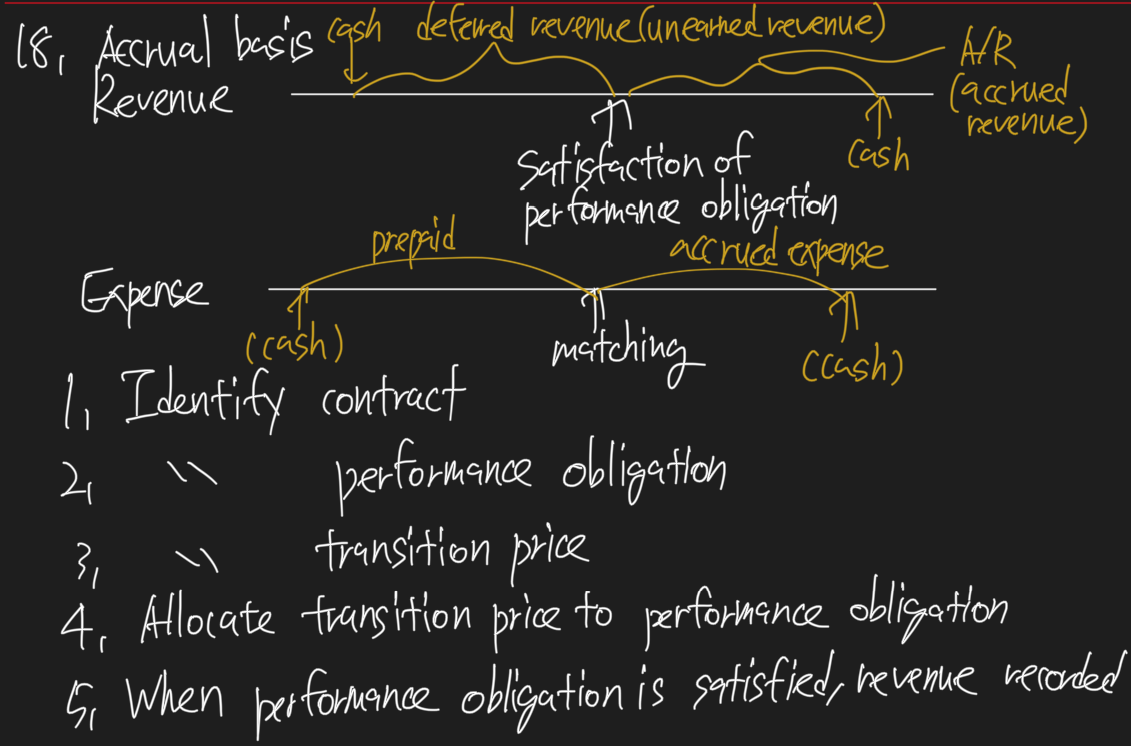 18, Accrual basis
Revenue
cash deferred revenue(unearned revenue)
A/R
(accrued
revenue)
Satisfaction of
performance obligation
Cash
prepaid
accrued expense
Expense
(cash)
matching
(cash)
1, Identify contract
2, \\ performance obligation
3, \\ transition price
4, Allocate transition price to performance obligation
5, When performance obligation is satisfied, revenue recorded